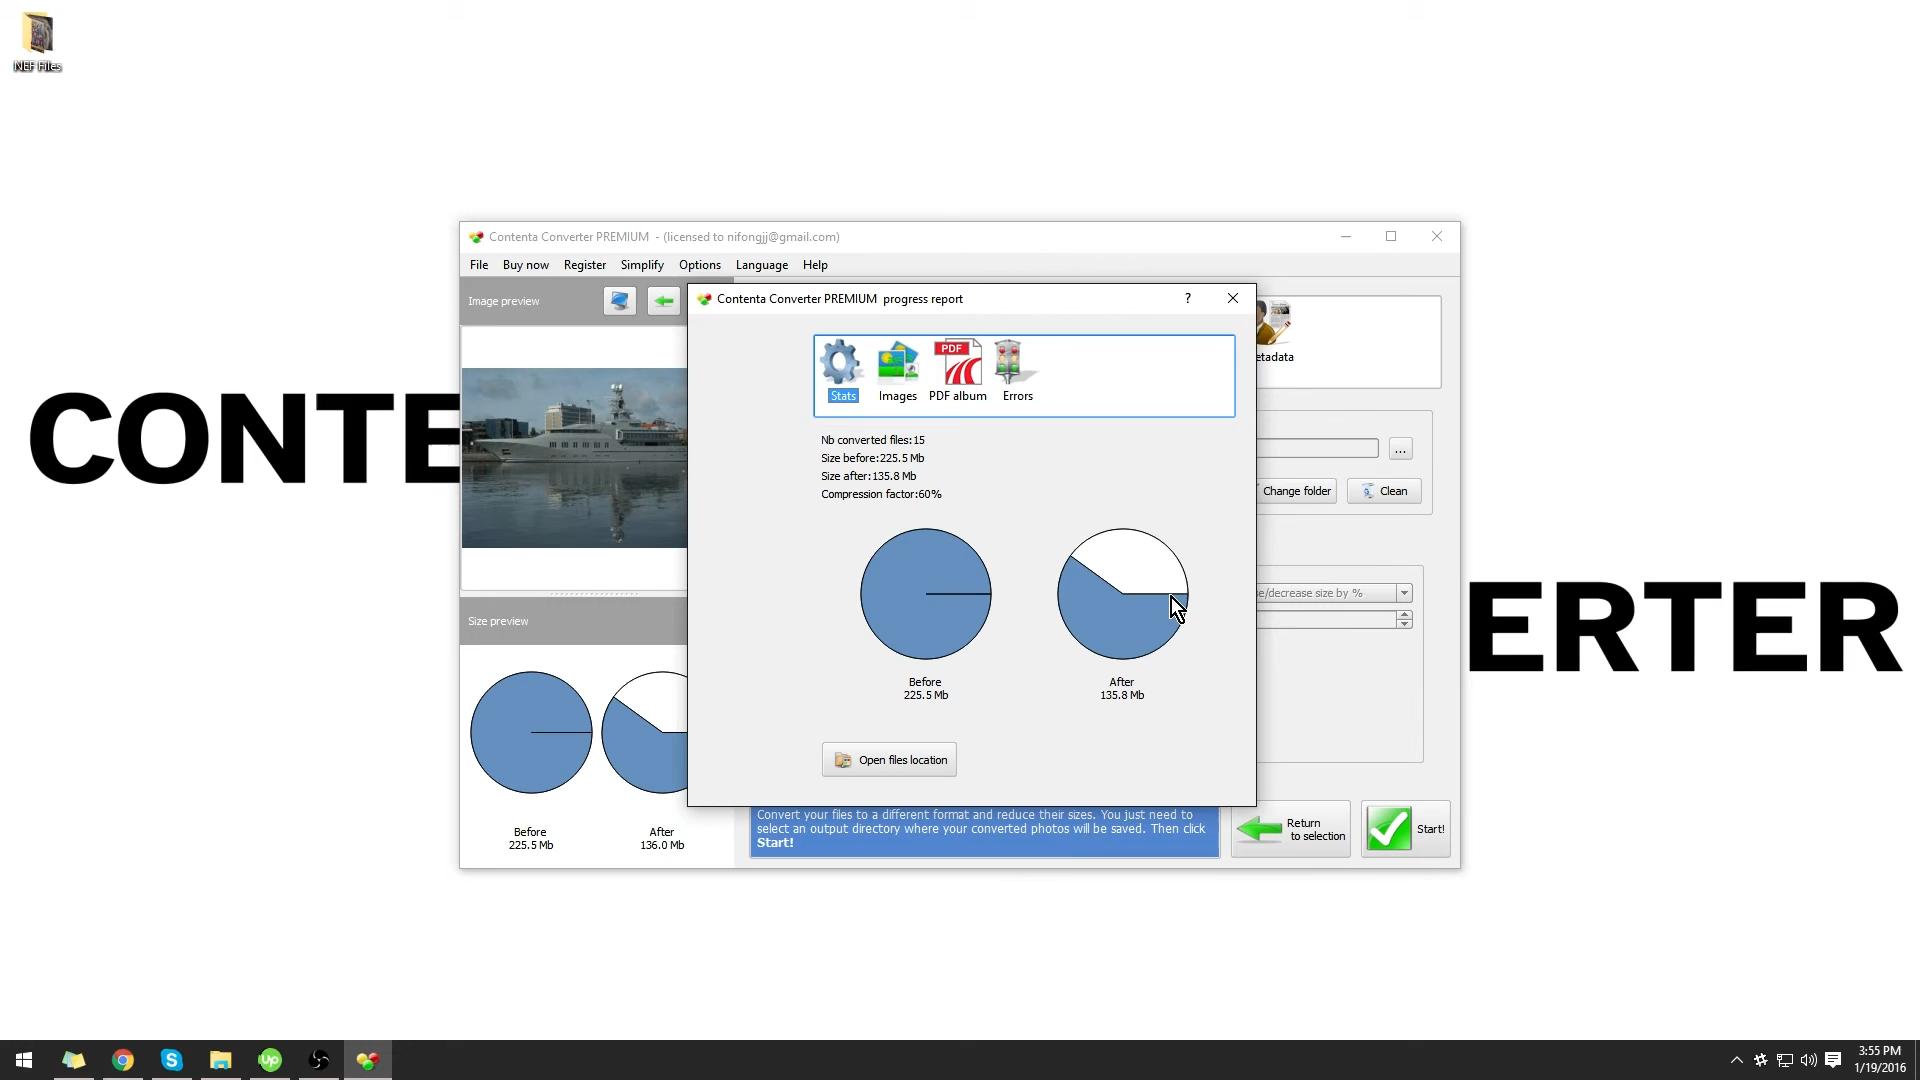 NEF Files
CONTE
ERTER
Contenta Converter PREMIUM - (licensed to nifongjj@gmail.com)
File Buy now Register Simplify Options Language Help
Image preview
Contenta Converter PREMIUM progress report
?
PDF
Stats Images PDF album Errors
etadata
Nb converted files:15
Size before:225.5 Mb
Size after:135.8 Mb
Compression factor:60%
...
Change folder Clean
e/decrease size by %
Before
225.5 Mb
After
135.8 Mb
Open files location
Size preview
Before
225.5 Mb
After
136.0 Mb
Convert your files to a different format and reduce their sizes. You just need to
select an output directory where your converted photos will be saved. Then click
Start!
Return
to selection
Start!
S
Up
3:55 PM
1/19/2016